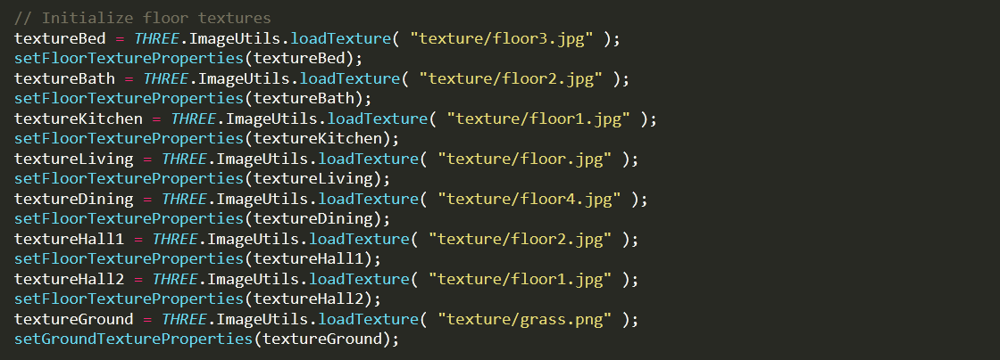 // Initialize floor textures
textureBed = THREE.ImageUtils.loadTexture( "texture/floor3.jpg" );
setFloorTextureProperties(textureBed);
textureBath = THREE.ImageUtils.loadTexture( "texture/floor2.jpg" );
setFloorTextureProperties(textureBath);
textureKitchen = THREE.ImageUtils.loadTexture( "texture/floor1.jpg" );
setFloorTextureProperties(textureKitchen);
textureLiving = THREE.ImageUtils.loadTexture( "texture/floor.jpg" );
setFloorTextureProperties(textureLiving);
textureDining = THREE.ImageUtils.loadTexture( "texture/floor4.jpg" );
setFloorTextureProperties(textureDining);
textureHall1 = THREE.ImageUtils.loadTexture( "texture/floor2.jpg" );
setFloorTextureProperties(textureHall1);
textureHall2 = THREE.ImageUtils.loadTexture( "texture/floor1.jpg" );
setFloorTextureProperties(textureHall2);
textureGround = THREE.ImageUtils.loadTexture( "texture/grass.png" );
setGroundTextureProperties(textureGround);